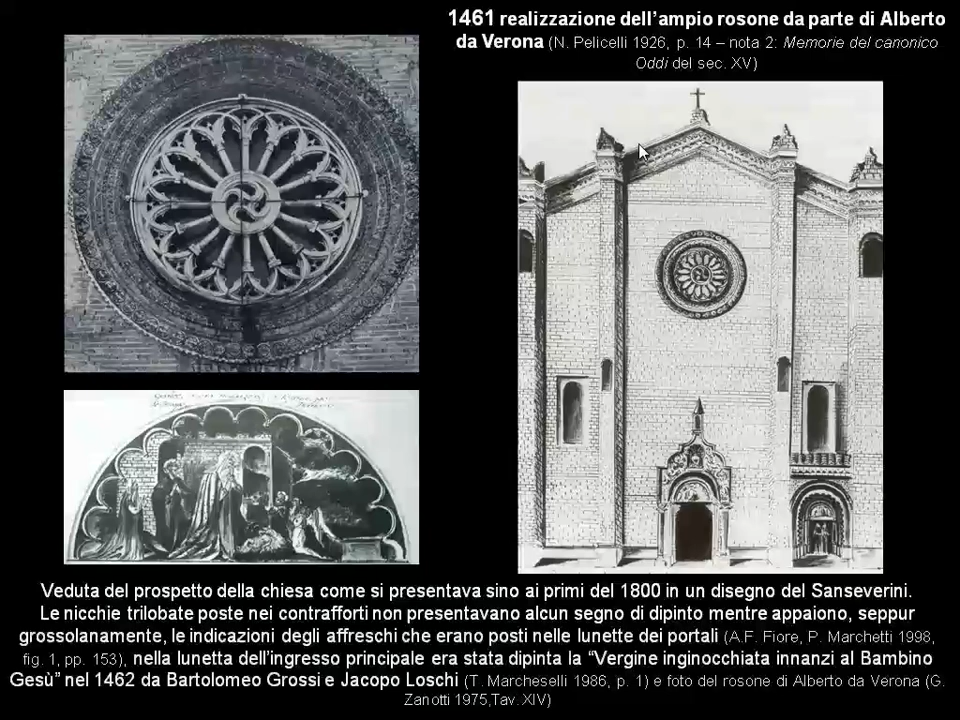 1461 realizzazione dell'ampio rosone da parte di Alberto
da Verona (N. Pelicelli 1926, p. 14 – nota 2: Memorie del canonico
Oddi del sec. XV)
Veduta del prospetto della chiesa come si presentava sino ai primi del 1800 in un disegno del Sanseverini.
Le nicchie trilobate poste nei contrafforti non presentavano alcun segno di dipinto mentre appaiono, seppur
grossolanamente, le indicazioni degli affreschi che erano posti nelle lunette dei portali (A.F. Fiore, P. Marchetti 1998,
fig. 1, pp. 153), nella lunetta dell'ingresso principale era stata dipinta la “Vergine inginocchiata innanzi al Bambino
Gesù” nel 1462 da Bartolomeo Grossi e Jacopo Loschi (T. Marcheselli 1986, p. 1) e foto del rosone di Alberto da Verona (G.
Zanotti 1975,Tav. XIV)